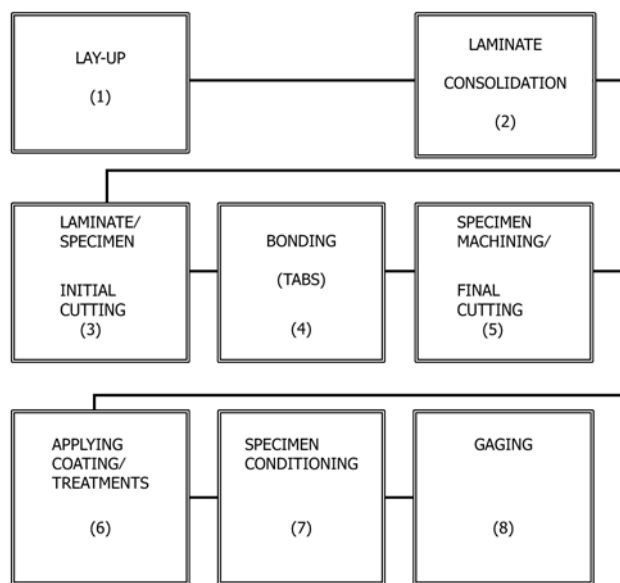 LAY-UP
(1)
LAMINATE
CONSOLIDATION
(2)
LAMINATE/
SPECIMEN
INITIAL
CUTTING
(3)
BONDING
(TABS)
(4)
SPECIMEN
MACHINING/
FINAL
CUTTING
(5)
APPLYING
COATING/
TREATMENTS
(6)
SPECIMEN
CONDITIONING
(7)
GAGING
(8)